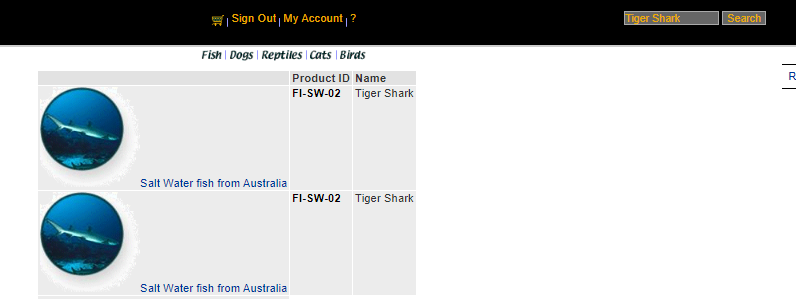 Sign Out | My Account | ?
Tiger Shark Search
Fish | Dogs | Reptiles | Cats | Birds
R
Product ID Name
FI-SW-02 Tiger Shark
Salt Water fish from Australia
FI-SW-02 Tiger Shark
Salt Water fish from Australia